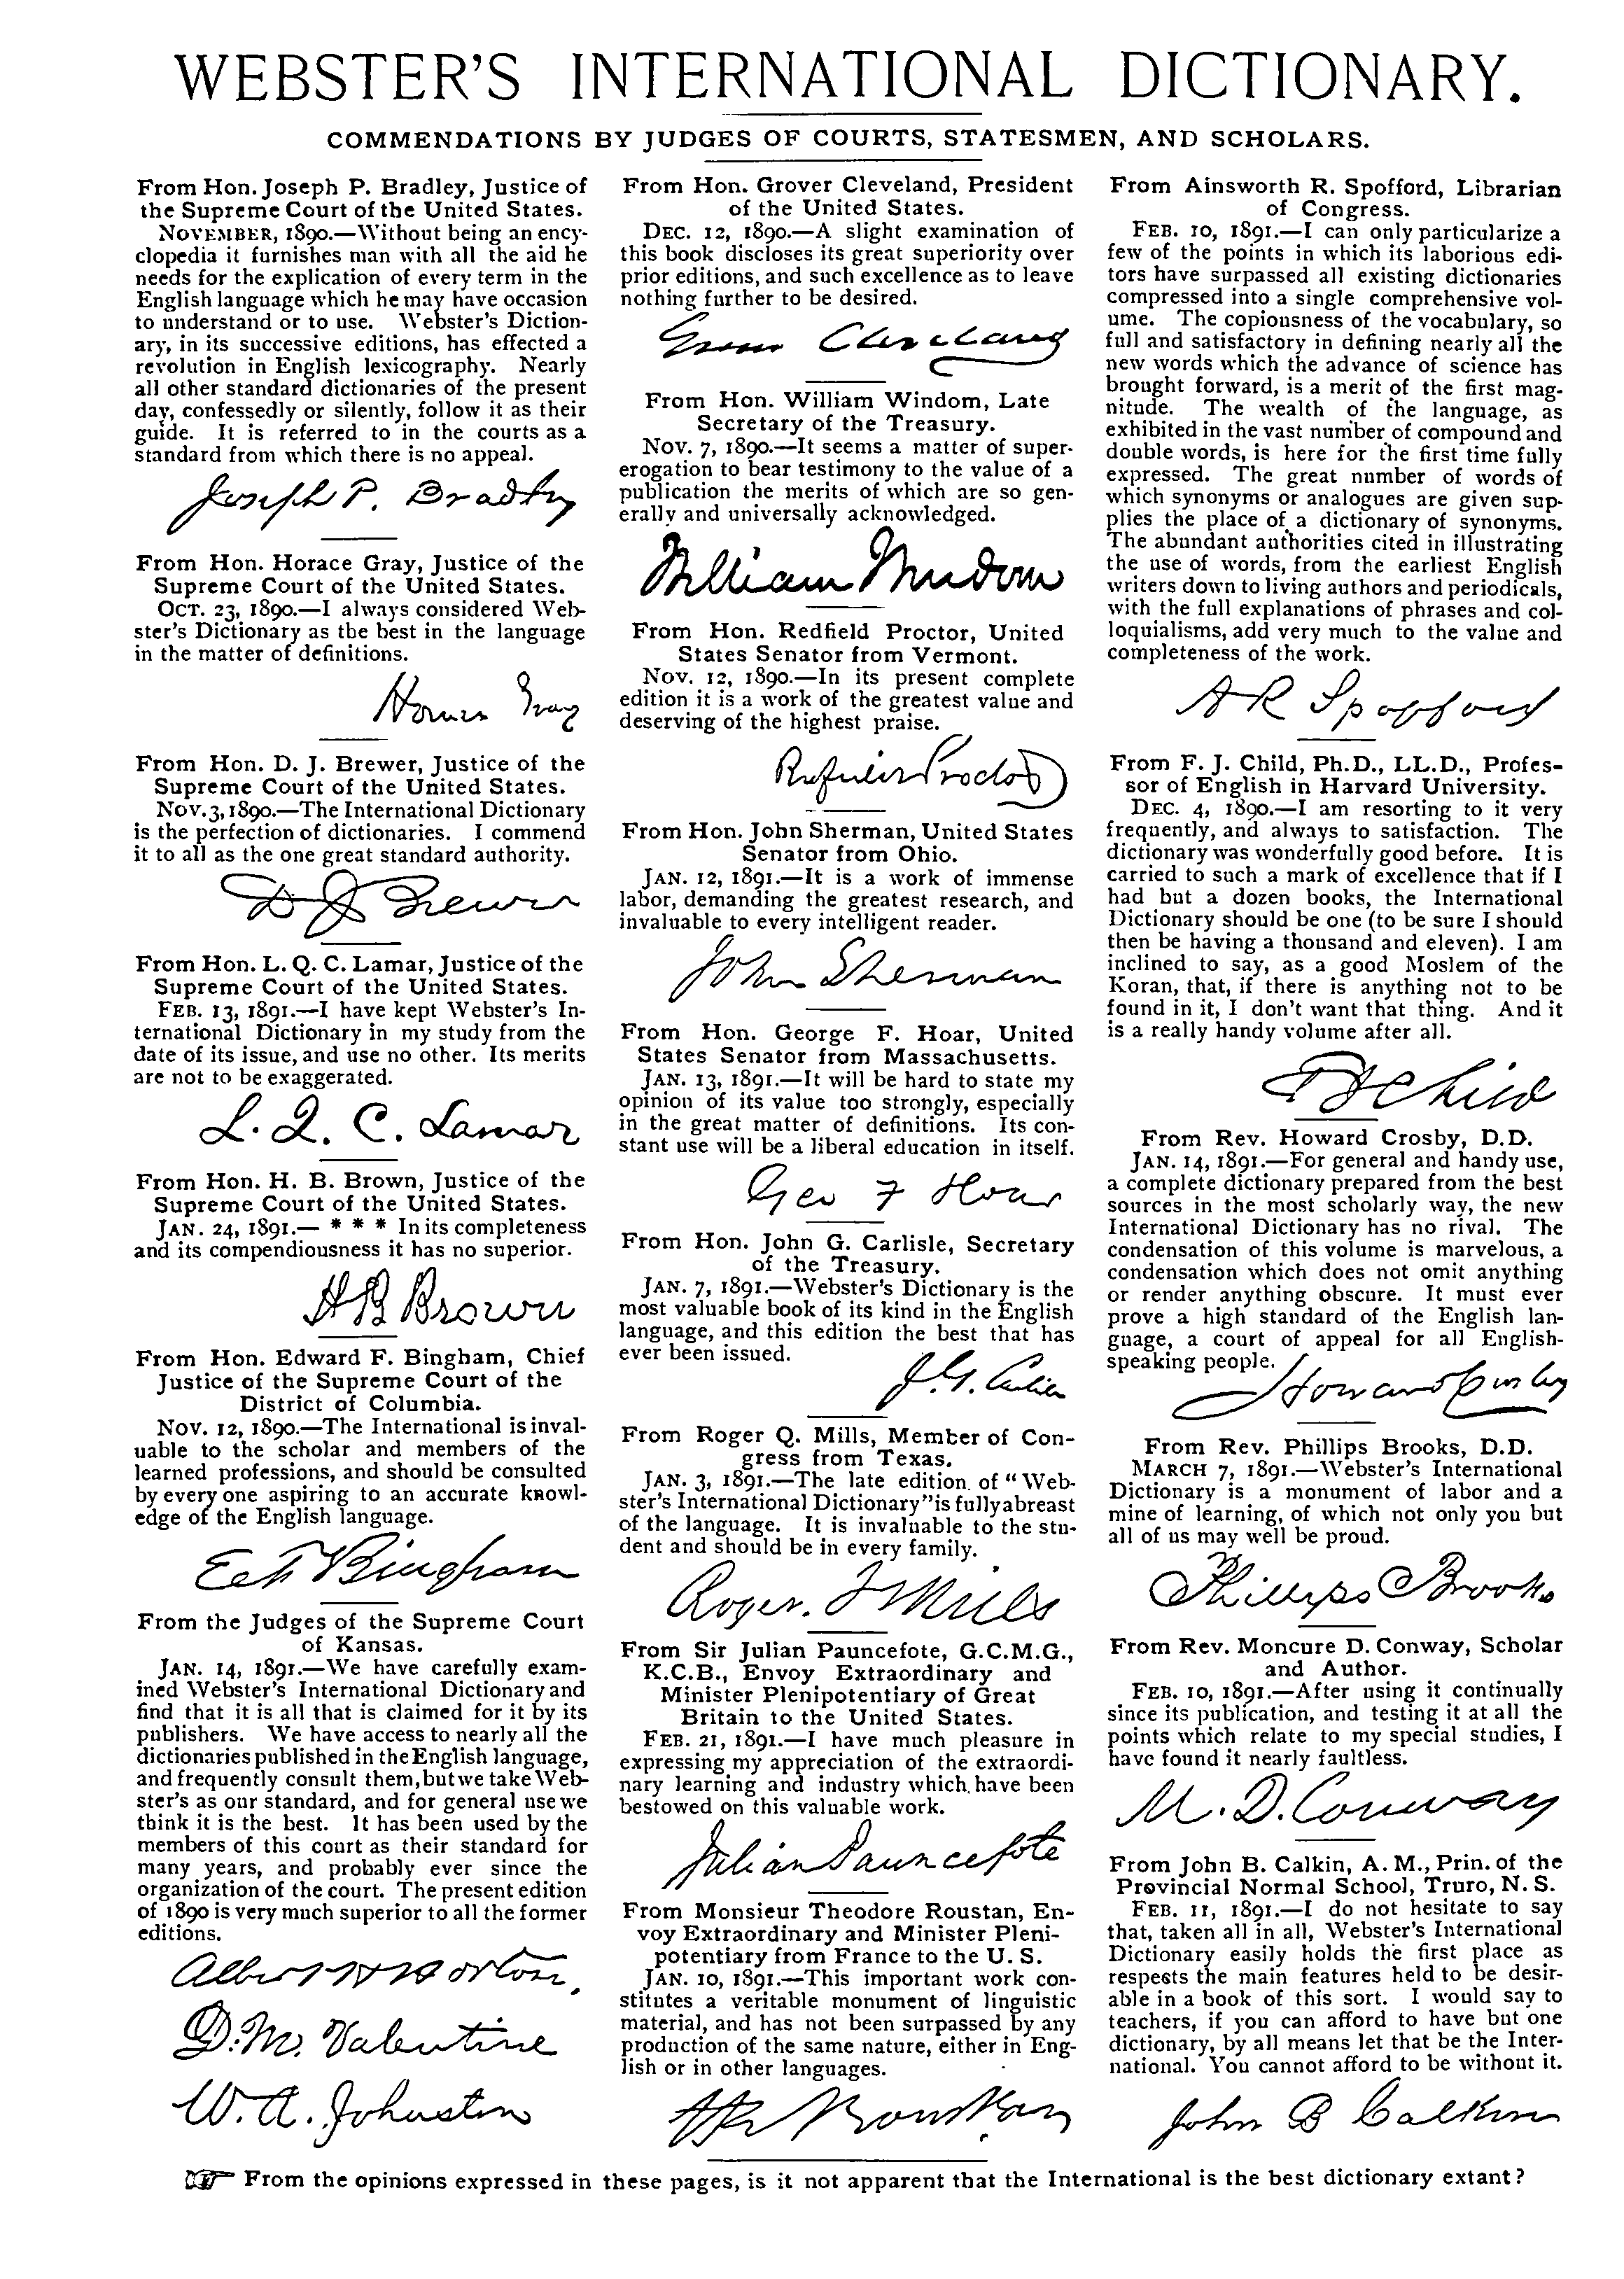 WEBSTER'S INTERNATIONAL DICTIONARY.
COMMENDATIONS BY JUDGES OF COURTS, STATESMEN, AND SCHOLARS.
From Hon. Joseph P. Bradley, Justice of
the Supreme Court of the United States.
NOVEMBER, 1890.—Without being an ency-
clopedia it furnishes man with all the aid he
needs for the explication of every term in the
English language which he may have occasion
to understand or to use. Webster's Diction-
ary, in its successive editions, has effected a
revolution in English lexicography. Nearly
all other standard dictionaries of the present
day, confessedly or silently, follow it as their
guide. It is referred to in the courts as a
standard from which there is no appeal.
Joseph P. Bradley
From Hon. Horace Gray, Justice of the
Supreme Court of the United States.
OCT. 23, 1890.—I always considered Web-
ster's Dictionary as the best in the language
in the matter of definitions.
Horace Gray
From Hon. D. J. Brewer, Justice of the
Supreme Court of the United States.
NOV. 3, 1890.—The International Dictionary
is the perfection of dictionaries. I commend
it to all as the one great standard authority.
D J Brewer
From Hon. L. Q. C. Lamar, Justice of the
Supreme Court of the United States.
FEB. 13, 1891.—I have kept Webster's In-
ternational Dictionary in my study from the
date of its issue, and use no other. Its merits
are not to be exaggerated.
L. Q. C. Lamar
From Hon. H. B. Brown, Justice of the
Supreme Court of the United States.
JAN. 24, 1891.— * * * In its completeness
and its compendiousness it has no superior.
H B Brown
From Hon. Edward F. Bingham, Chief
Justice of the Supreme Court of the
District of Columbia.
NOV. 12, 1890.—The International is inval-
uable to the scholar and members of the
learned professions, and should be consulted
by every one aspiring to an accurate knowl-
edge of the English language.
E F Bingham
From the Judges of the Supreme Court
of Kansas.
JAN. 14, 1891.—We have carefully exam-
ined Webster's International Dictionary and
find that it is all that is claimed for it by its
publishers. We have access to nearly all the
dictionaries published in the English language,
and frequently consult them, but we take Web-
ster's as our standard, and for general use we
think it is the best. It has been used by the
members of this court as their standard for
many years, and probably ever since the
organization of the court. The present edition
of 1890 is very much superior to all the former
editions.
Albert H Horton.
D. M. Valentine
W. A. Johnston
From Hon. Grover Cleveland, President
of the United States.
DEC. 12, 1890.—A slight examination of
this book discloses its great superiority over
prior editions, and such excellence as to leave
nothing further to be desired.
Grover Cleveland
From Hon. William Windom, Late
Secretary of the Treasury.
NOV. 7, 1890.—It seems a matter of super-
erogation to bear testimony to the value of a
publication the merits of which are so gen-
erally and universally acknowledged.
William Windom
From Hon. Redfield Proctor, United
States Senator from Vermont.
NOV. 12, 1890.—In its present complete
edition it is a work of the greatest value and
deserving of the highest praise.
Redfield Proctor
From Hon. John Sherman, United States
Senator from Ohio.
JAN. 12, 1891.—It is a work of immense
labor, demanding the greatest research, and
invaluable to every intelligent reader.
John Sherman
From Hon. George F. Hoar, United
States Senator from Massachusetts.
JAN. 13, 1891.—It will be hard to state my
opinion of its value too strongly, especially
in the great matter of definitions. Its con-
stant use will be a liberal education in itself.
Geo F Hoar
From Hon. John G. Carlisle, Secretary
of the Treasury.
JAN. 7, 1891.—Webster's Dictionary is the
most valuable book of its kind in the English
language, and this edition the best that has
ever been issued.
J. G. Carlisle
From Roger Q. Mills, Member of Con-
gress from Texas.
JAN. 3, 1891.—The late edition of "Web-
ster's International Dictionary" is fully abreast
of the language. It is invaluable to the stu-
dent and should be in every family.
Roger. Q Mills
From Sir Julian Pauncefote, G.C.M.G.,
K.C.B., Envoy Extraordinary and
Minister Plenipotentiary of Great
Britain to the United States.
FEB. 21, 1891.—I have much pleasure in
expressing my appreciation of the extraordi-
nary learning and industry which have been
bestowed on this valuable work.
Julian Pauncefote
From Monsieur Theodore Roustan, En-
voy Extraordinary and Minister Pleni-
potentiary from France to the U. S.
JAN. 10, 1891.—This important work con-
stitutes a veritable monument of linguistic
material, and has not been surpassed by any
production of the same nature, either in Eng-
lish or in other languages.
Roustan
From Ainsworth R. Spofford, Librarian
of Congress.
FEB. 10, 1891.—I can only particularize a
few of the points in which its laborious edi-
tors have surpassed all existing dictionaries
compressed into a single comprehensive vol-
ume. The copiousness of the vocabulary, so
full and satisfactory in defining nearly all the
new words which the advance of science has
brought forward, is a merit of the first mag-
nitude. The wealth of the language, as
exhibited in the vast number of compound and
double words, is here for the first time fully
expressed. The great number of words of
which synonyms or analogues are given sup-
plies the place of a dictionary of synonyms.
The abundant authorities cited in illustrating
the use of words, from the earliest English
writers down to living authors and periodicals,
with the full explanations of phrases and col-
loquialisms, add very much to the value and
completeness of the work.
A R Spofford
From F. J. Child, Ph.D., LL.D., Profes-
sor of English in Harvard University.
DEC. 4, 1890.—I am resorting to it very
frequently, and always to satisfaction. The
dictionary was wonderfully good before. It is
carried to such a mark of excellence that if I
had but a dozen books, the International
Dictionary should be one (to be sure I should
then be having a thousand and eleven). I am
inclined to say, as a good Moslem of the
Koran, that, if there is anything not to be
found in it, I don't want that thing. And it
is a really handy volume after all.
F J Child
From Rev. Howard Crosby, D.D.
JAN. 14, 1891.—For general and handy use,
a complete dictionary prepared from the best
sources in the most scholarly way, the new
International Dictionary has no rival. The
condensation of this volume is marvelous, a
condensation which does not omit anything
or render anything obscure. It must ever
prove a high standard of the English lan-
guage, a court of appeal for all English-
speaking people.
Howard Crosby
From Rev. Phillips Brooks, D.D.
MARCH 7, 1891.—Webster's International
Dictionary is a monument of labor and a
mine of learning, of which not only you but
all of us may well be proud.
Phillips Brooks.
From Rev. Moncure D. Conway, Scholar
and Author.
FEB. 10, 1891.—After using it continually
since its publication, and testing it at all the
points which relate to my special studies, I
have found it nearly faultless.
M. D. Conway
From John B. Calkin, A. M., Prin. of the
Provincial Normal School, Truro, N. S.
FEB. 11, 1891.—I do not hesitate to say
that, taken all in all, Webster's International
Dictionary easily holds the first place as
respects the main features held to be desir-
able in a book of this sort. I would say to
teachers, if you can afford to have but one
dictionary, by all means let that be the Inter-
national. You cannot afford to be without it.
John B Calkin
☞ From the opinions expressed in these pages, is it not apparent that the International is the best dictionary extant?